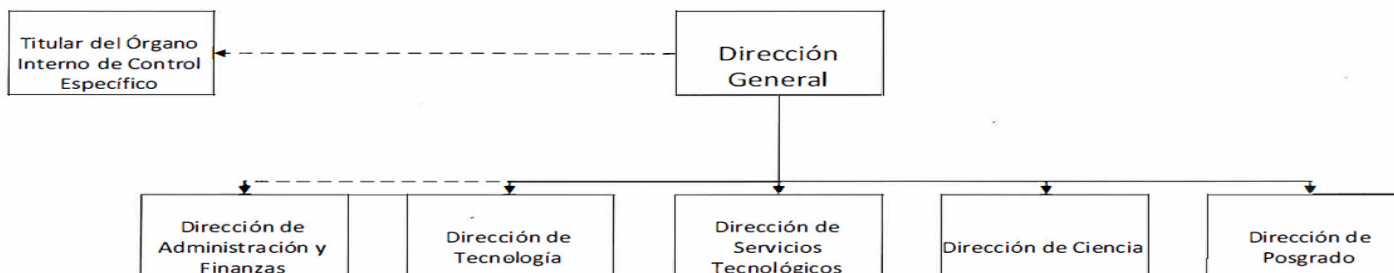 Titular del Órgano
Interno de Control
Específico
Dirección
General
Dirección de
Administración y
Finanzas
Dirección de
Tecnología
Dirección de
Servicios
Tecnológicos
Dirección de Ciencia
Dirección de
Posgrado